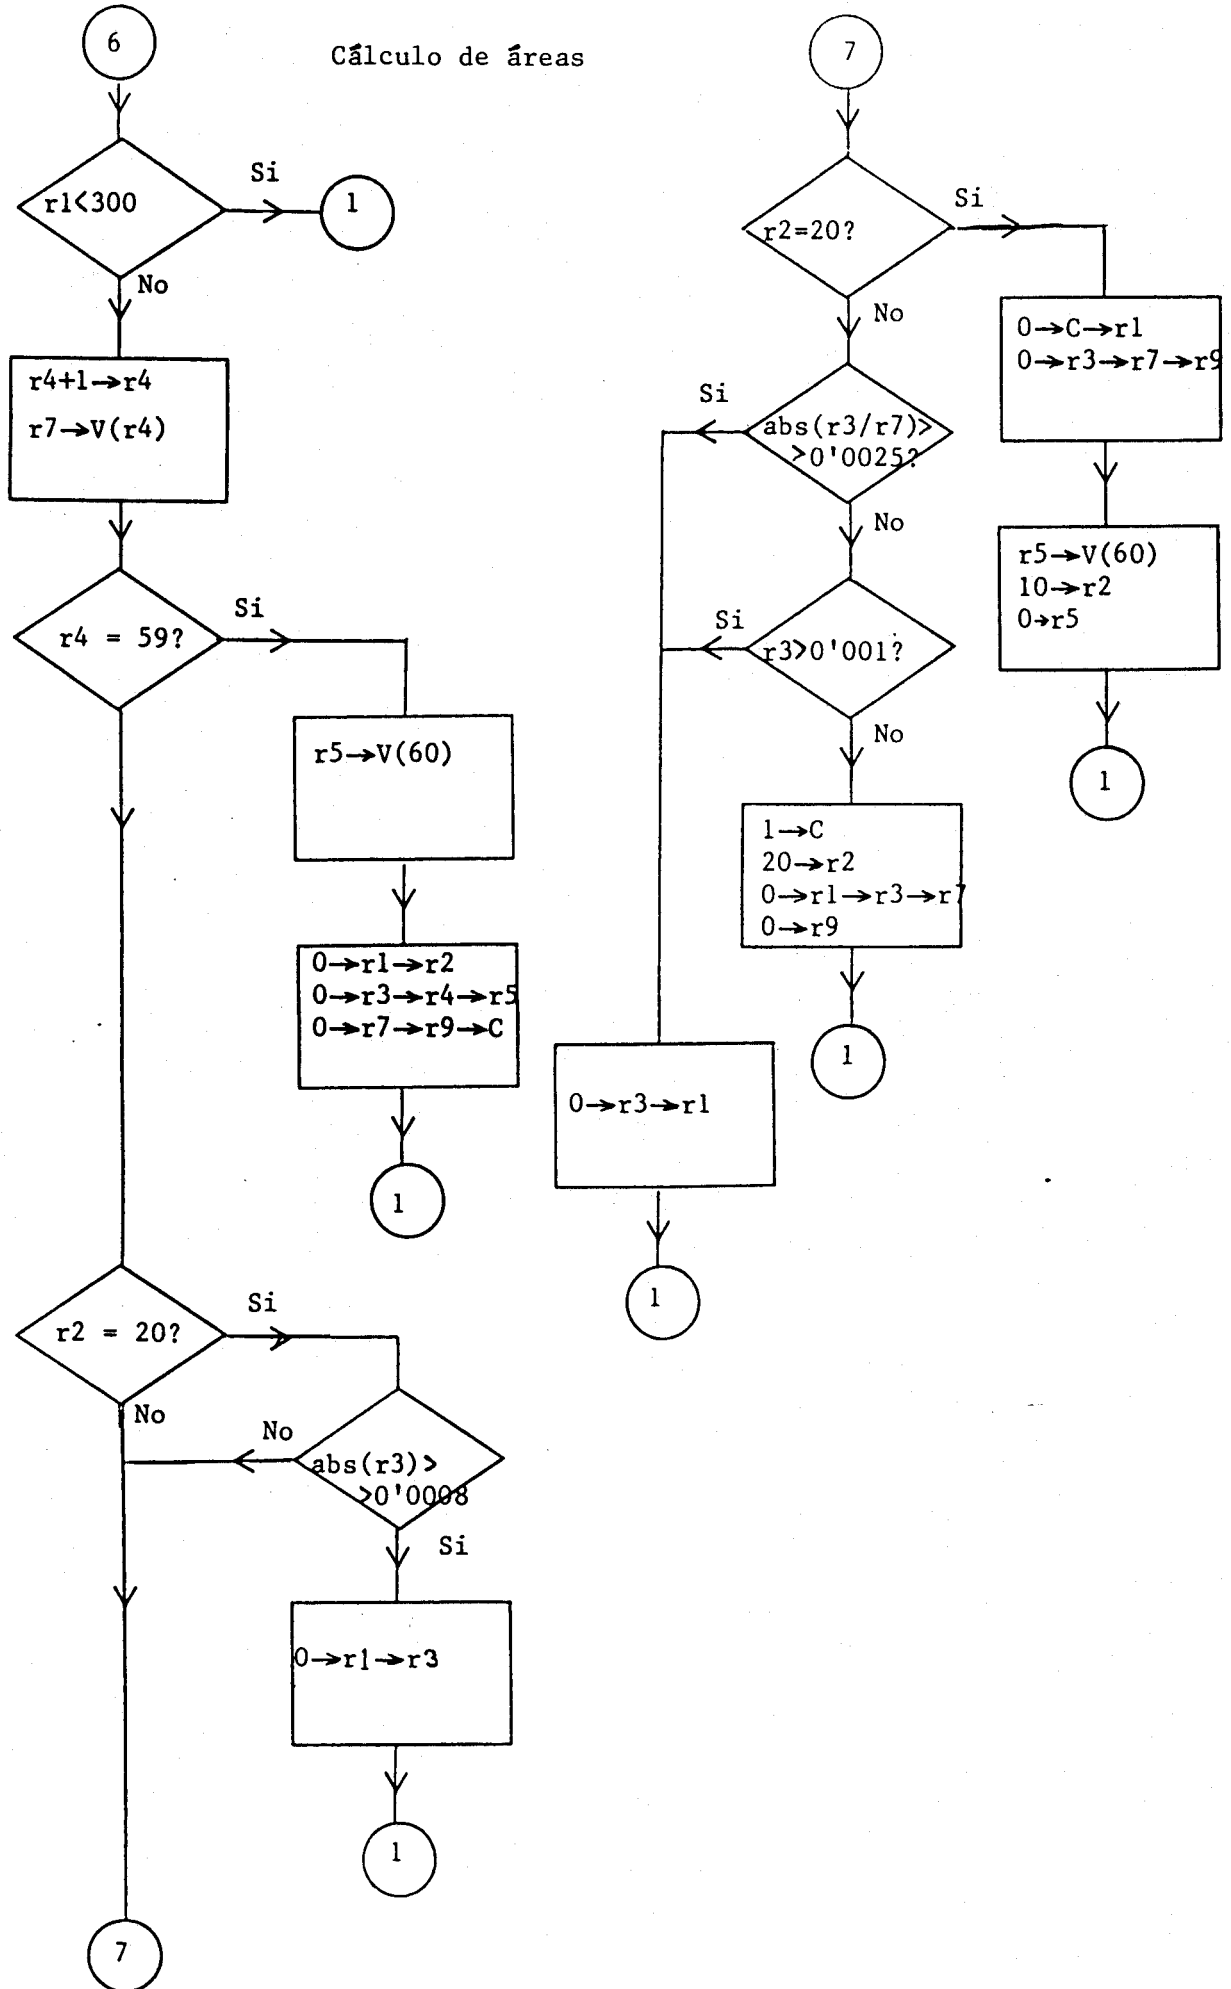 Cálculo de áreas
6
r1<300
Si
1
No
r4+1→r4
r7→V(r4)
r4 = 59?
Si
r5→V(60)
0→r1→r2
0→r3→r4→r5
0→r7→r9→C
1
r2 = 20?
Si
No
No
abs(r3)>
>0'0008
Si
0→r1→r3
1
7
7
r2=20?
Si
0→C→r1
0→r3→r7→r9
r5→V(60)
10→r2
0→r5
1
No
abs(r3/r7)>
>0'0025?
Si
No
r3>0'001?
Si
No
1→C
20→r2
0→r1→r3→r7
0→r9
1
0→r3→r1
1